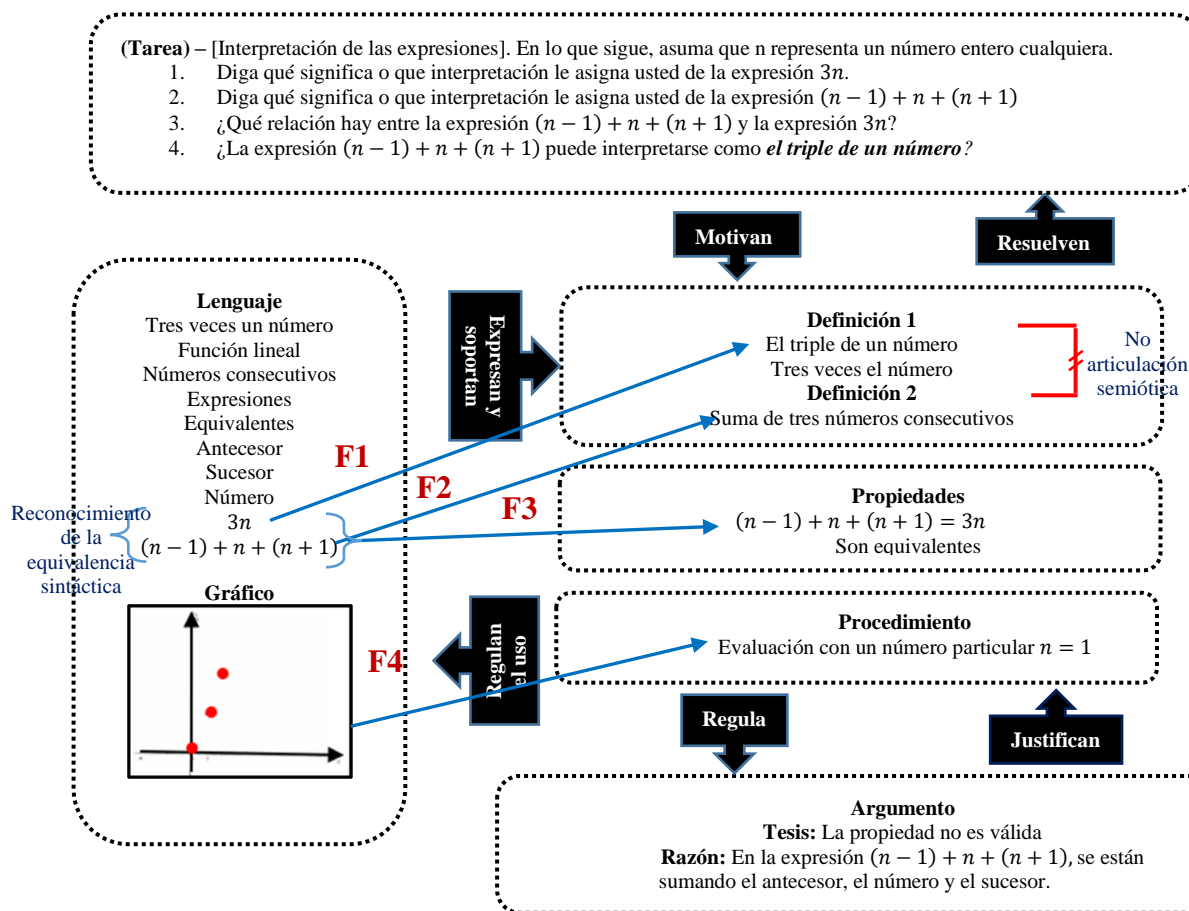 (Tarea) – [Interpretación de las expresiones]. En lo que sigue, asuma que n representa un número entero cualquiera.
1. Diga qué significa o que interpretación le asigna usted de la expresión 3𝑛.
2. Diga qué significa o que interpretación le asigna usted de la expresión (𝑛 − 1) + 𝑛 + (𝑛 + 1)
3. ¿Qué relación hay entre la expresión (𝑛 − 1) + 𝑛 + (𝑛 + 1) y la expresión 3𝑛?
4. ¿La expresión (𝑛 − 1) + 𝑛 + (𝑛 + 1) puede interpretarse como el triple de un número?
Motivan
Resuelven
Lenguaje
Tres veces un número
Función lineal
Números consecutivos
Expresiones
Equivalentes
Antecesor
Sucesor
Número
3𝑛
(𝑛 − 1) + 𝑛 + (𝑛 + 1)
Reconocimiento
de la
equivalencia
sintáctica
Gráfico
Expresan y
soportan
F1
F2
F3
F4
Definición 1
El triple de un número
Tres veces el número
Definición 2
Suma de tres números consecutivos
No
articulación
semiótica
Propiedades
(𝑛 − 1) + 𝑛 + (𝑛 + 1) = 3𝑛
Son equivalentes
Regulan
el uso
Procedimiento
Evaluación con un número particular 𝑛 = 1
Regula
Justifican
Argumento
Tesis: La propiedad no es válida
Razón: En la expresión (𝑛 − 1) + 𝑛 + (𝑛 + 1), se están
sumando el antecesor, el número y el sucesor.